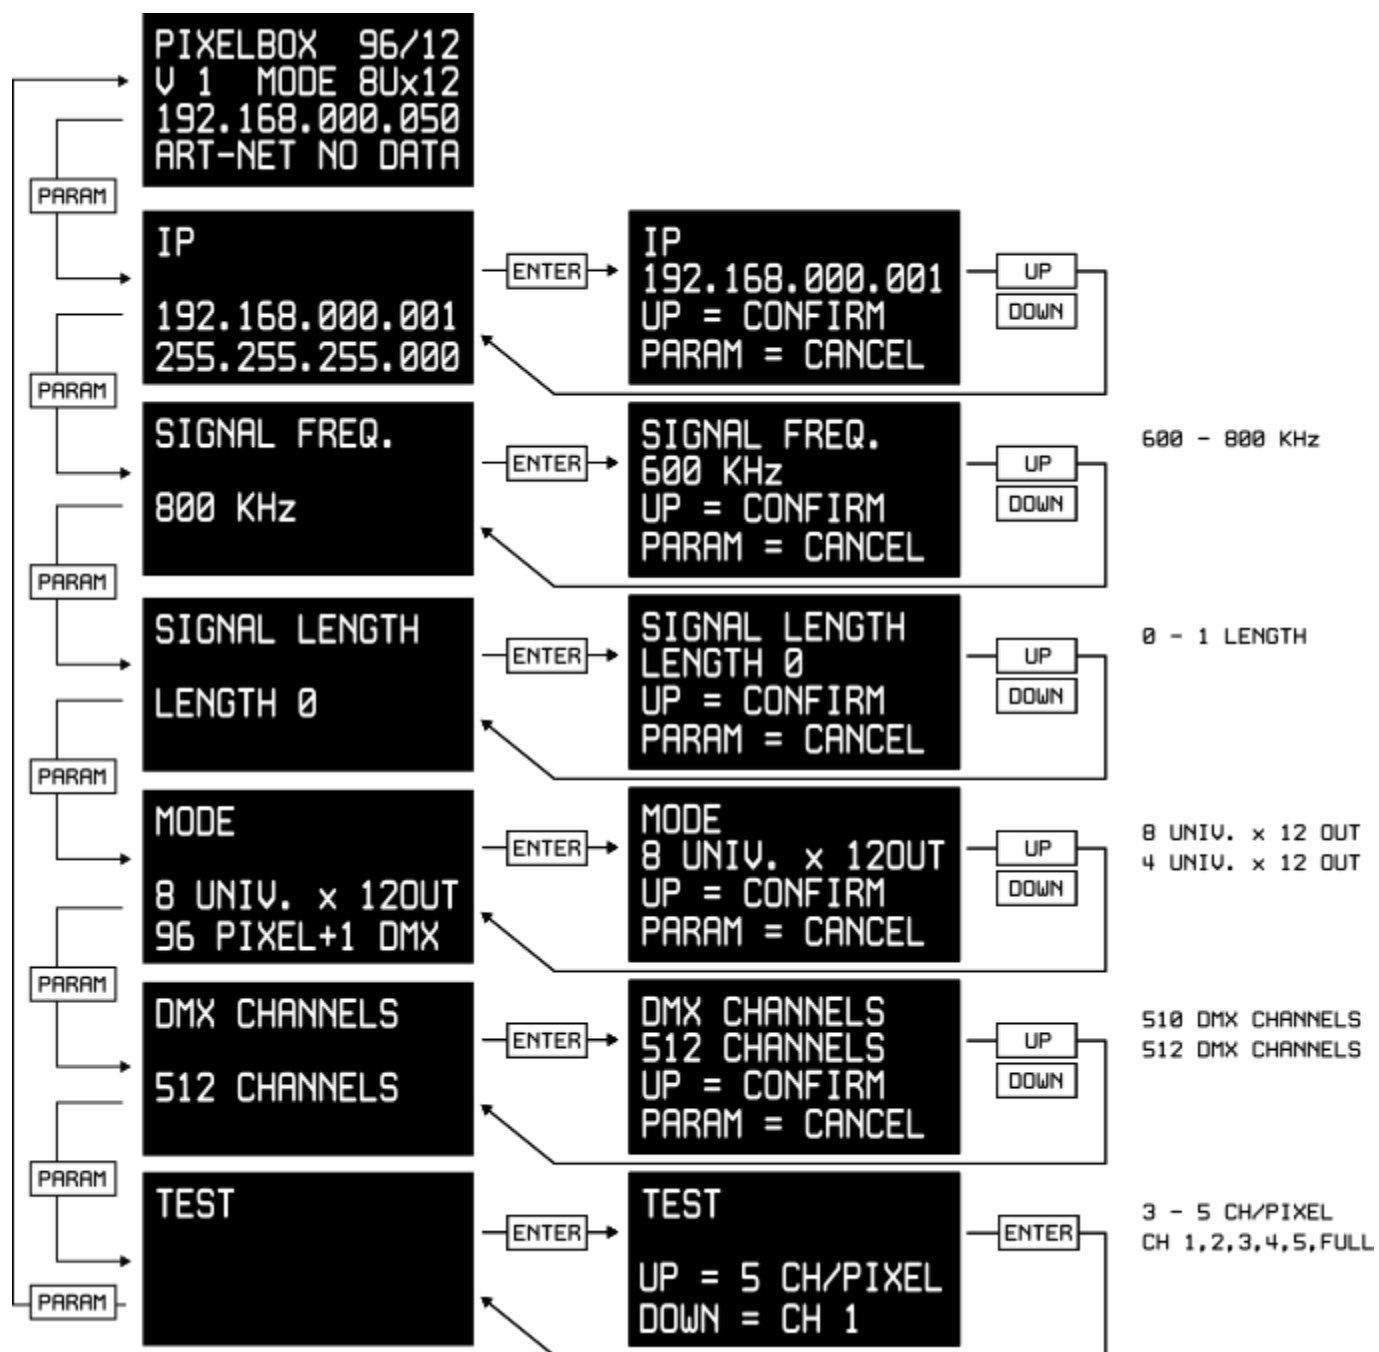 PIXELBOX 96/12
V 1 MODE 8Ux12
192.168.000.050
ART-NET NO DATA
PARAM
IP
192.168.000.001
255.255.255.000
ENTER
IP
192.168.000.001
UP = CONFIRM
PARAM = CANCEL
UP
DOWN
PARAM
SIGNAL FREQ.
800 KHz
ENTER
SIGNAL FREQ.
600 KHz
UP = CONFIRM
PARAM = CANCEL
UP
DOWN
600 - 800 KHz
PARAM
SIGNAL LENGTH
LENGTH 0
ENTER
SIGNAL LENGTH
LENGTH 0
UP = CONFIRM
PARAM = CANCEL
UP
DOWN
0 - 1 LENGTH
PARAM
MODE
8 UNIV. x 12OUT
96 PIXEL+1 DMX
ENTER
MODE
8 UNIV. x 12OUT
UP = CONFIRM
PARAM = CANCEL
UP
DOWN
8 UNIV. x 12 OUT
4 UNIV. x 12 OUT
PARAM
DMX CHANNELS
512 CHANNELS
ENTER
DMX CHANNELS
512 CHANNELS
UP = CONFIRM
PARAM = CANCEL
UP
DOWN
510 DMX CHANNELS
512 DMX CHANNELS
PARAM
TEST
ENTER
TEST
UP = 5 CH/PIXEL
DOWN = CH 1
ENTER
3 - 5 CH/PIXEL
CH 1,2,3,4,5,FULL
PARAM